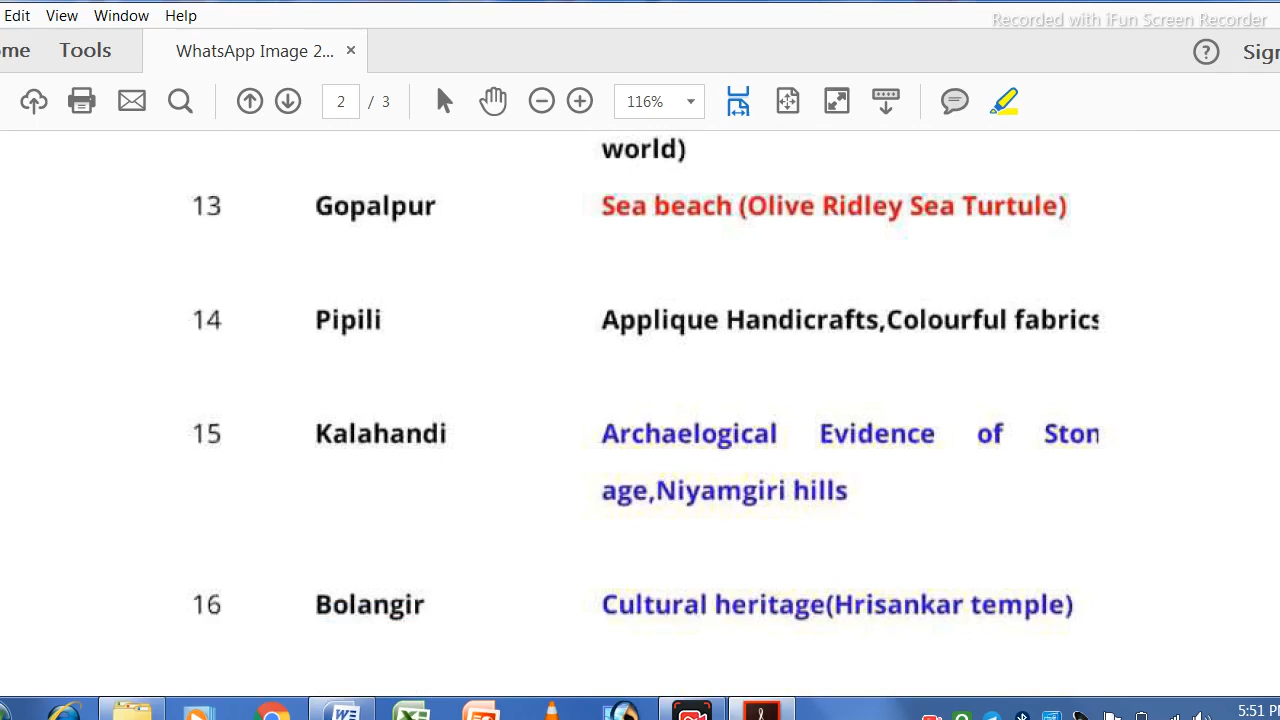 Edit View Window Help
Recorded with iFun Screen Recorder
ome Tools WhatsApp Image 2... × ? Sign
2 / 3 116%
world)
13 Gopalpur Sea beach (Olive Ridley Sea Turtule)
14 Pipili Applique Handicrafts,Colourful fabrics
15 Kalahandi Archaelogical Evidence of Ston
age,Niyamgiri hills
16 Bolangir Cultural heritage(Hrisankar temple)
5:51 PM